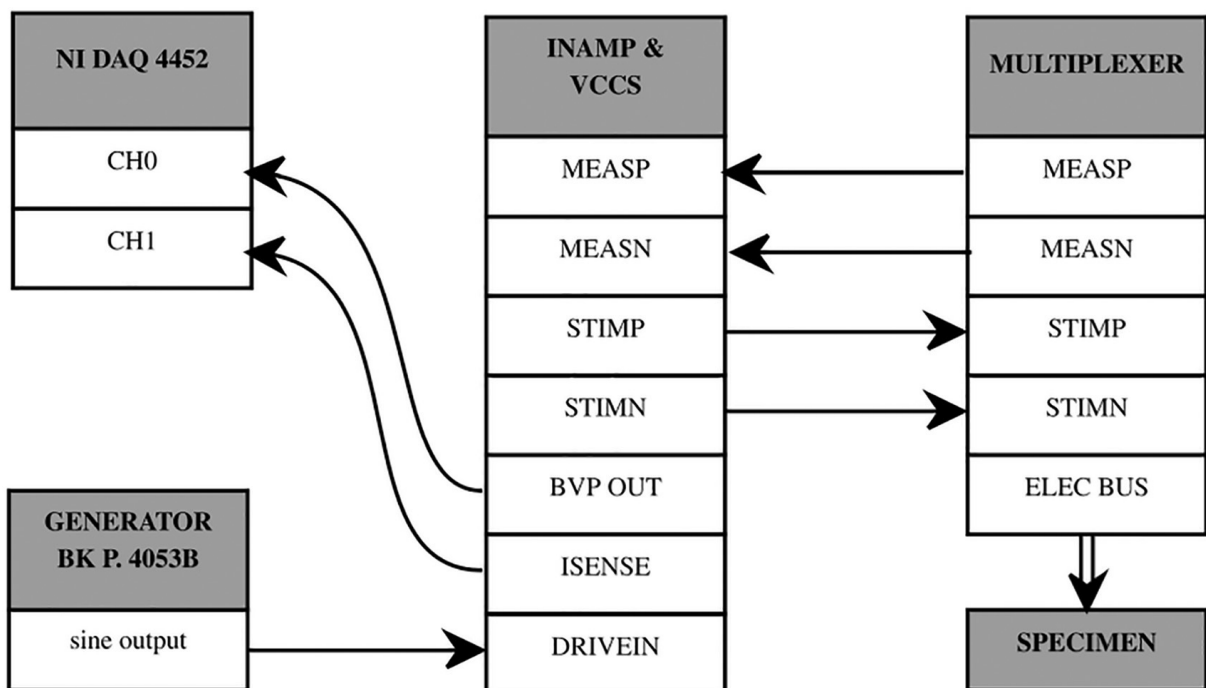 NI DAQ 4452
CH0
CH1
GENERATOR
BK P. 4053B
sine output
INAMP &
VCCS
MEASP
MEASN
STIMP
STIMN
BVP OUT
ISENSE
DRIVEIN
MULTIPLEXER
MEASP
MEASN
STIMP
STIMN
ELEC BUS
SPECIMEN